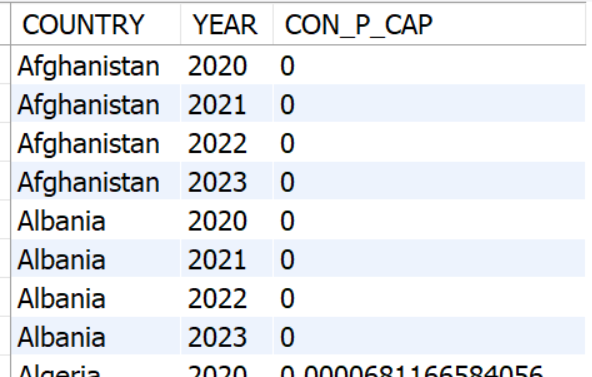 COUNTRY YEAR CON_P_CAP
Afghanistan 2020 0
Afghanistan 2021 0
Afghanistan 2022 0
Afghanistan 2023 0
Albania 2020 0
Albania 2021 0
Albania 2022 0
Albania 2023 0
Algeria 2020 0.0000681166584056